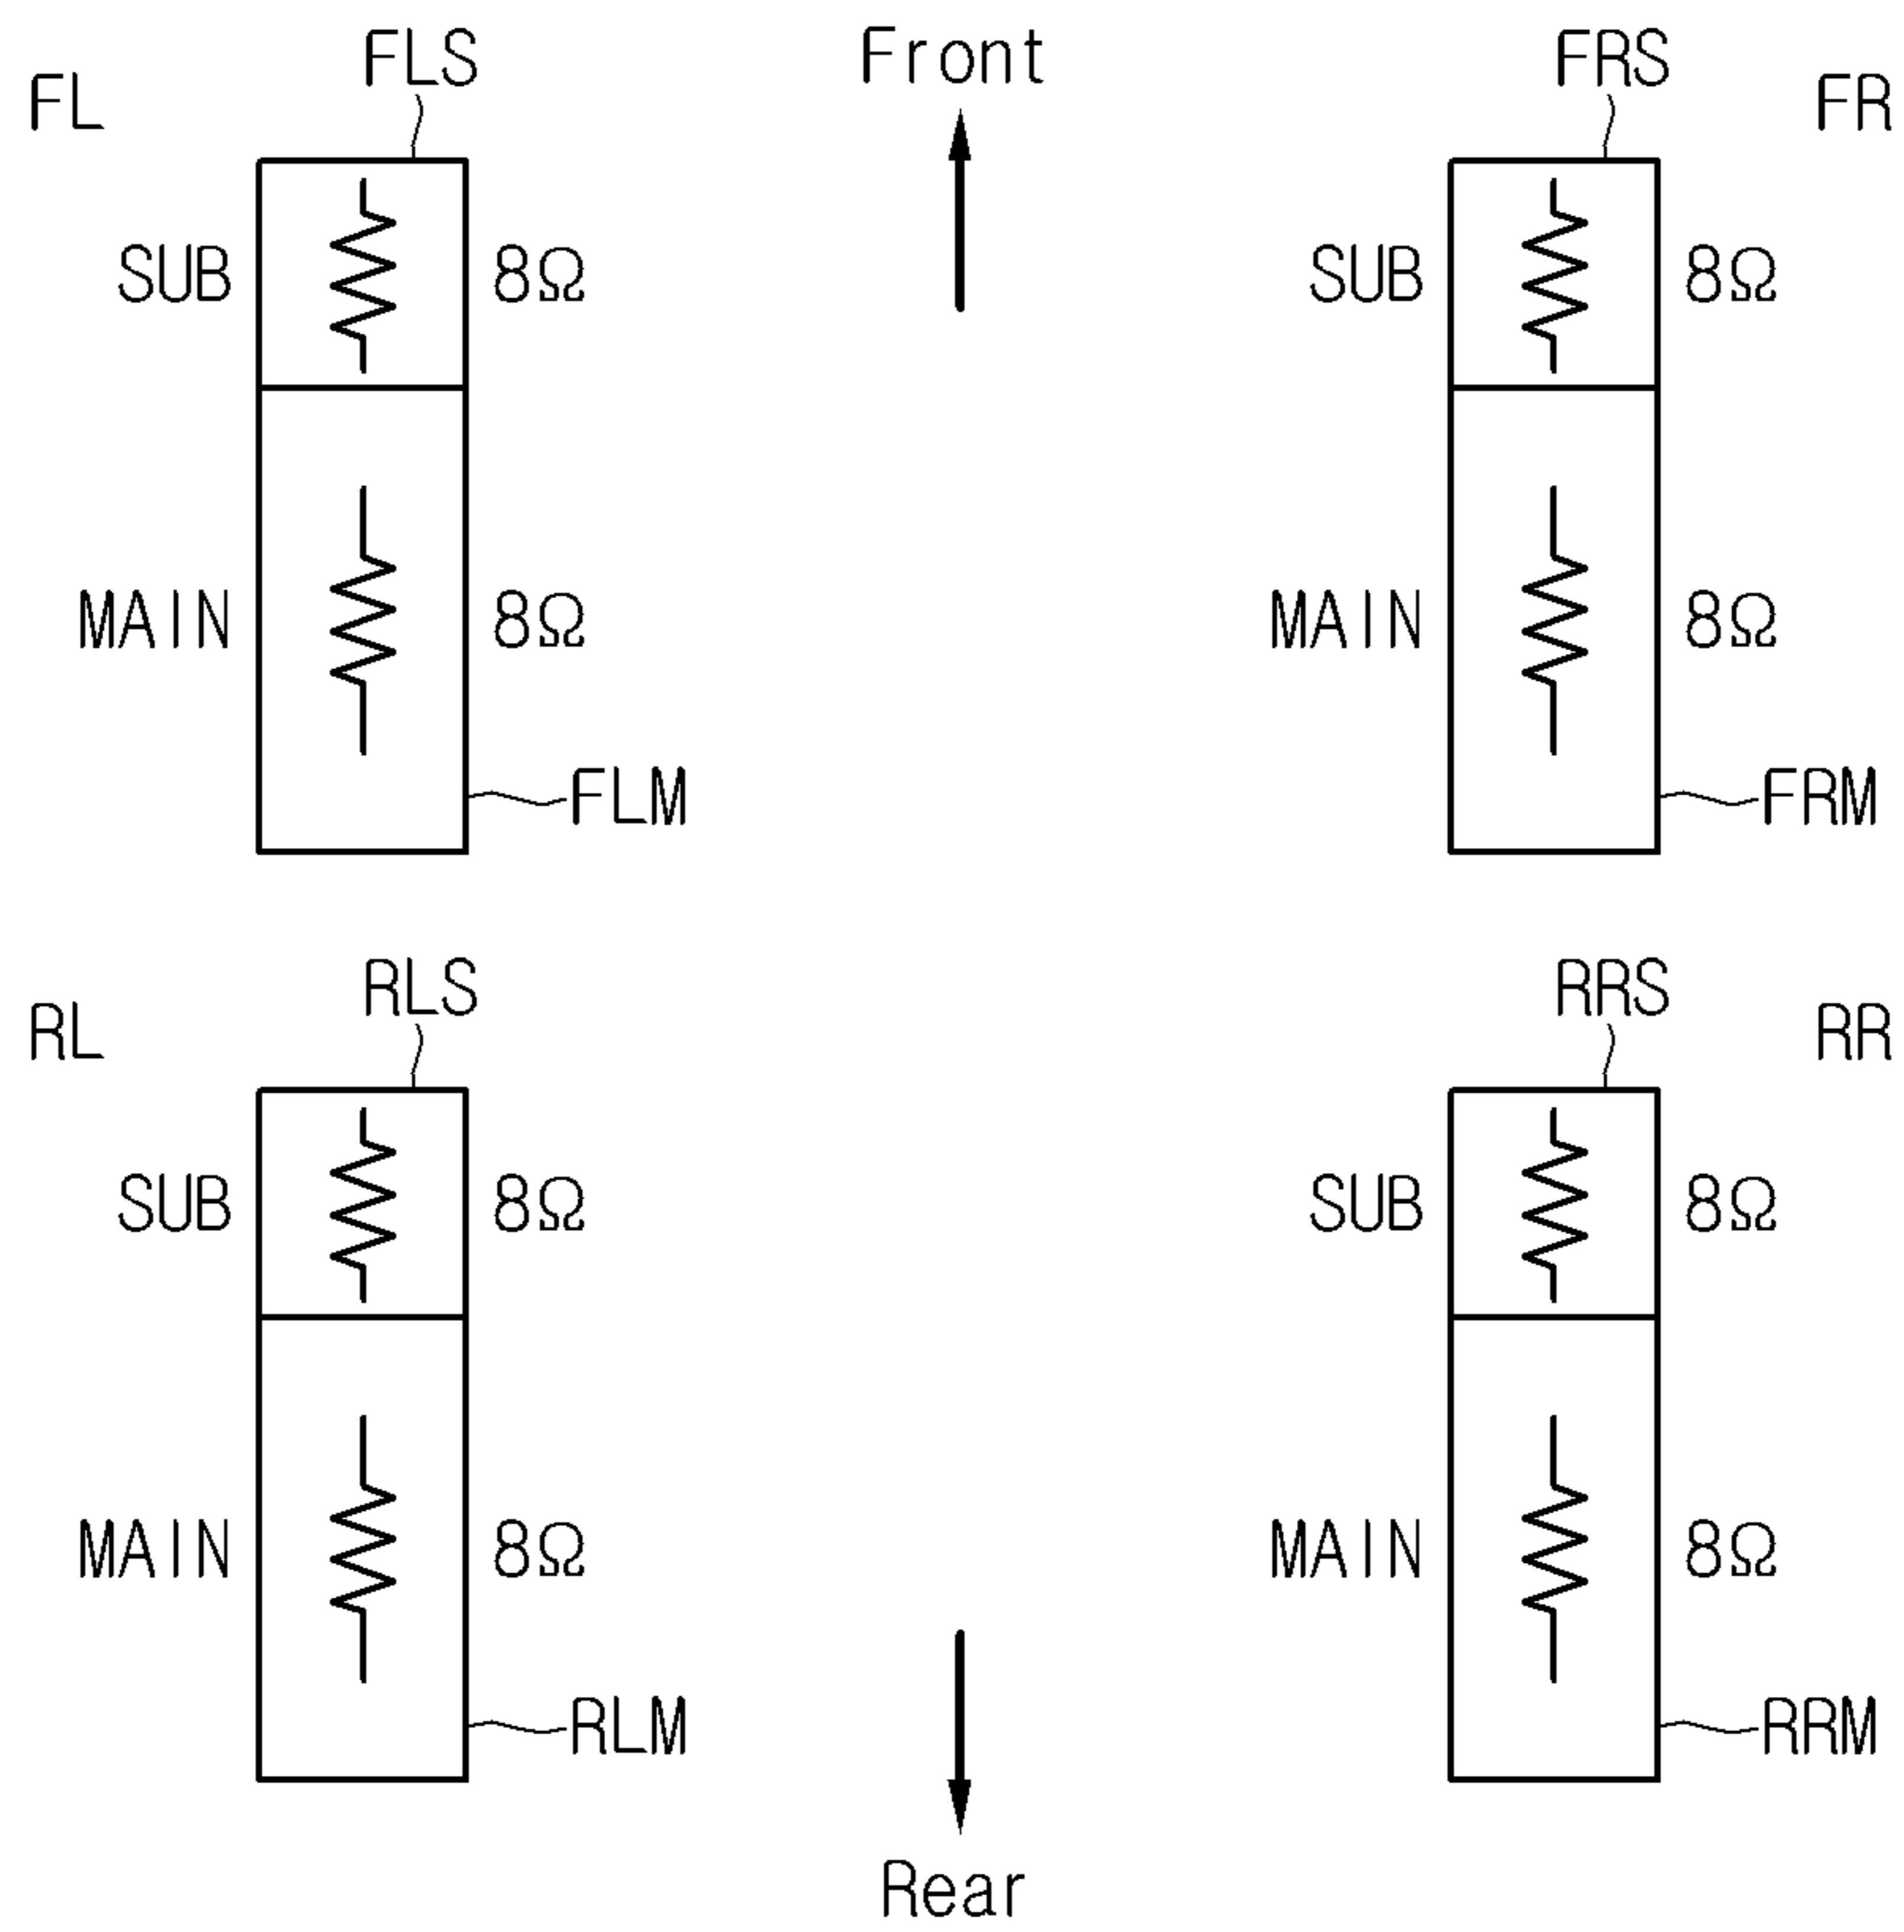 FLS Front FRS
FL FR
SUB 8Ω SUB 8Ω
MAIN 8Ω MAIN 8Ω
FLM FRM
RLS RRS
RL RR
SUB 8Ω SUB 8Ω
MAIN 8Ω MAIN 8Ω
RLM RRM
Rear